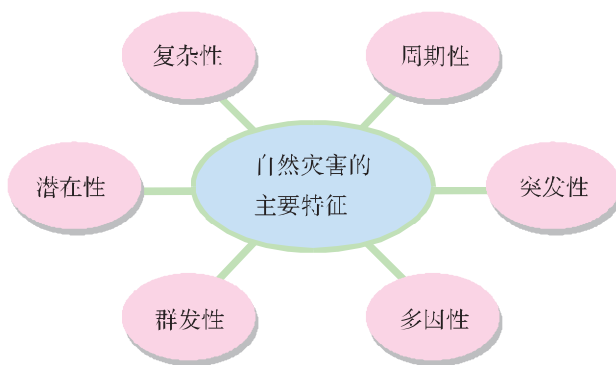 复杂性
周期性
潜在性
自然灾害的
主要特征
突发性
群发性
多因性